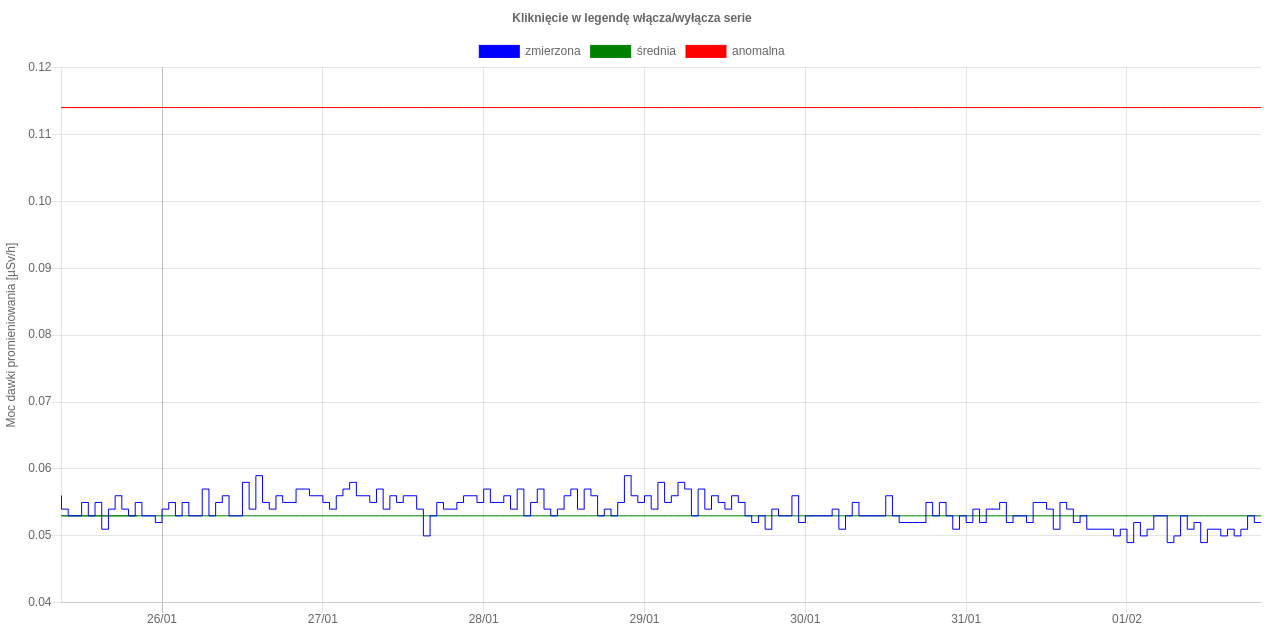 Kliknięcie w legendę włącza/wyłącza serie
zmierzona średnia anomalna
Moc dawki promieniowania [µSv/h]
0.12
0.11
0.10
0.09
0.08
0.07
0.06
0.05
0.04
26/01 27/01 28/01 29/01 30/01 31/01 01/02